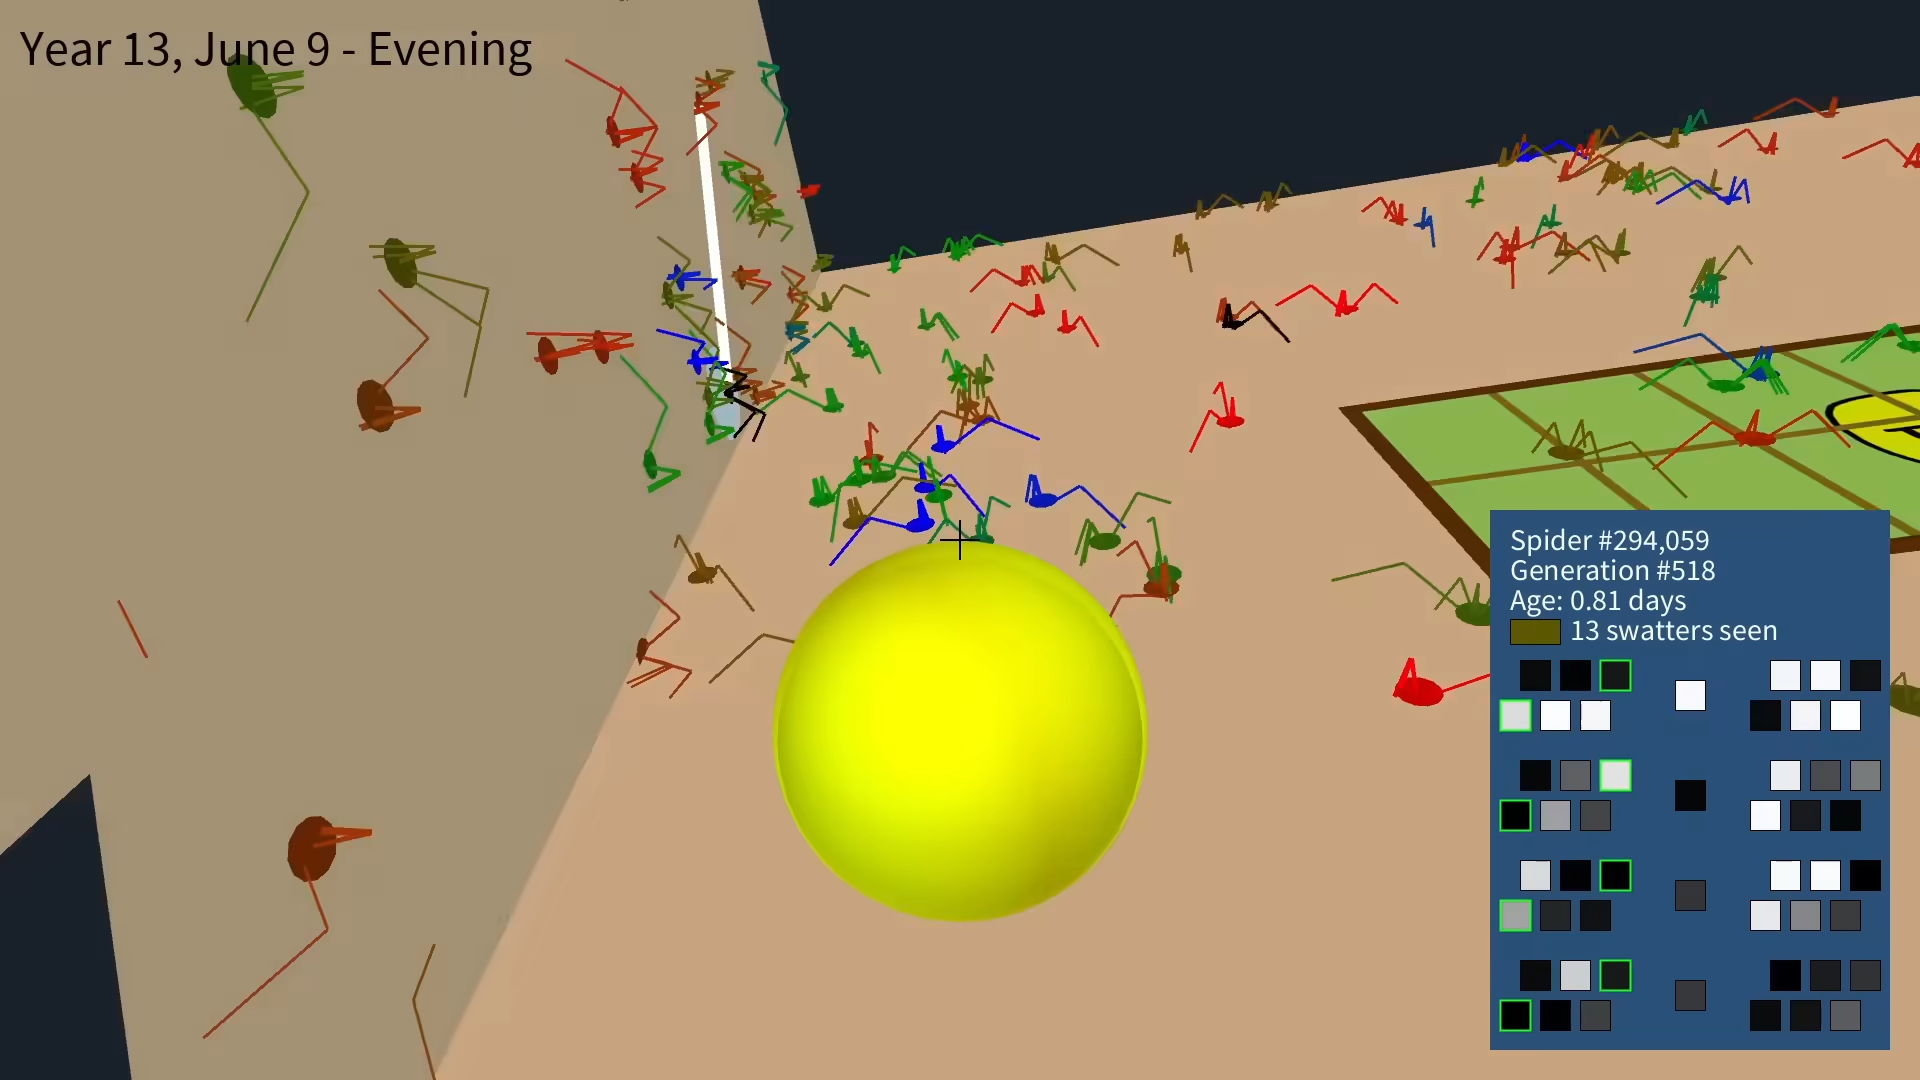 Year 13, June 9 - Evening
Spider #294,059
Generation #518
Age: 0.81 days
13 swatters seen